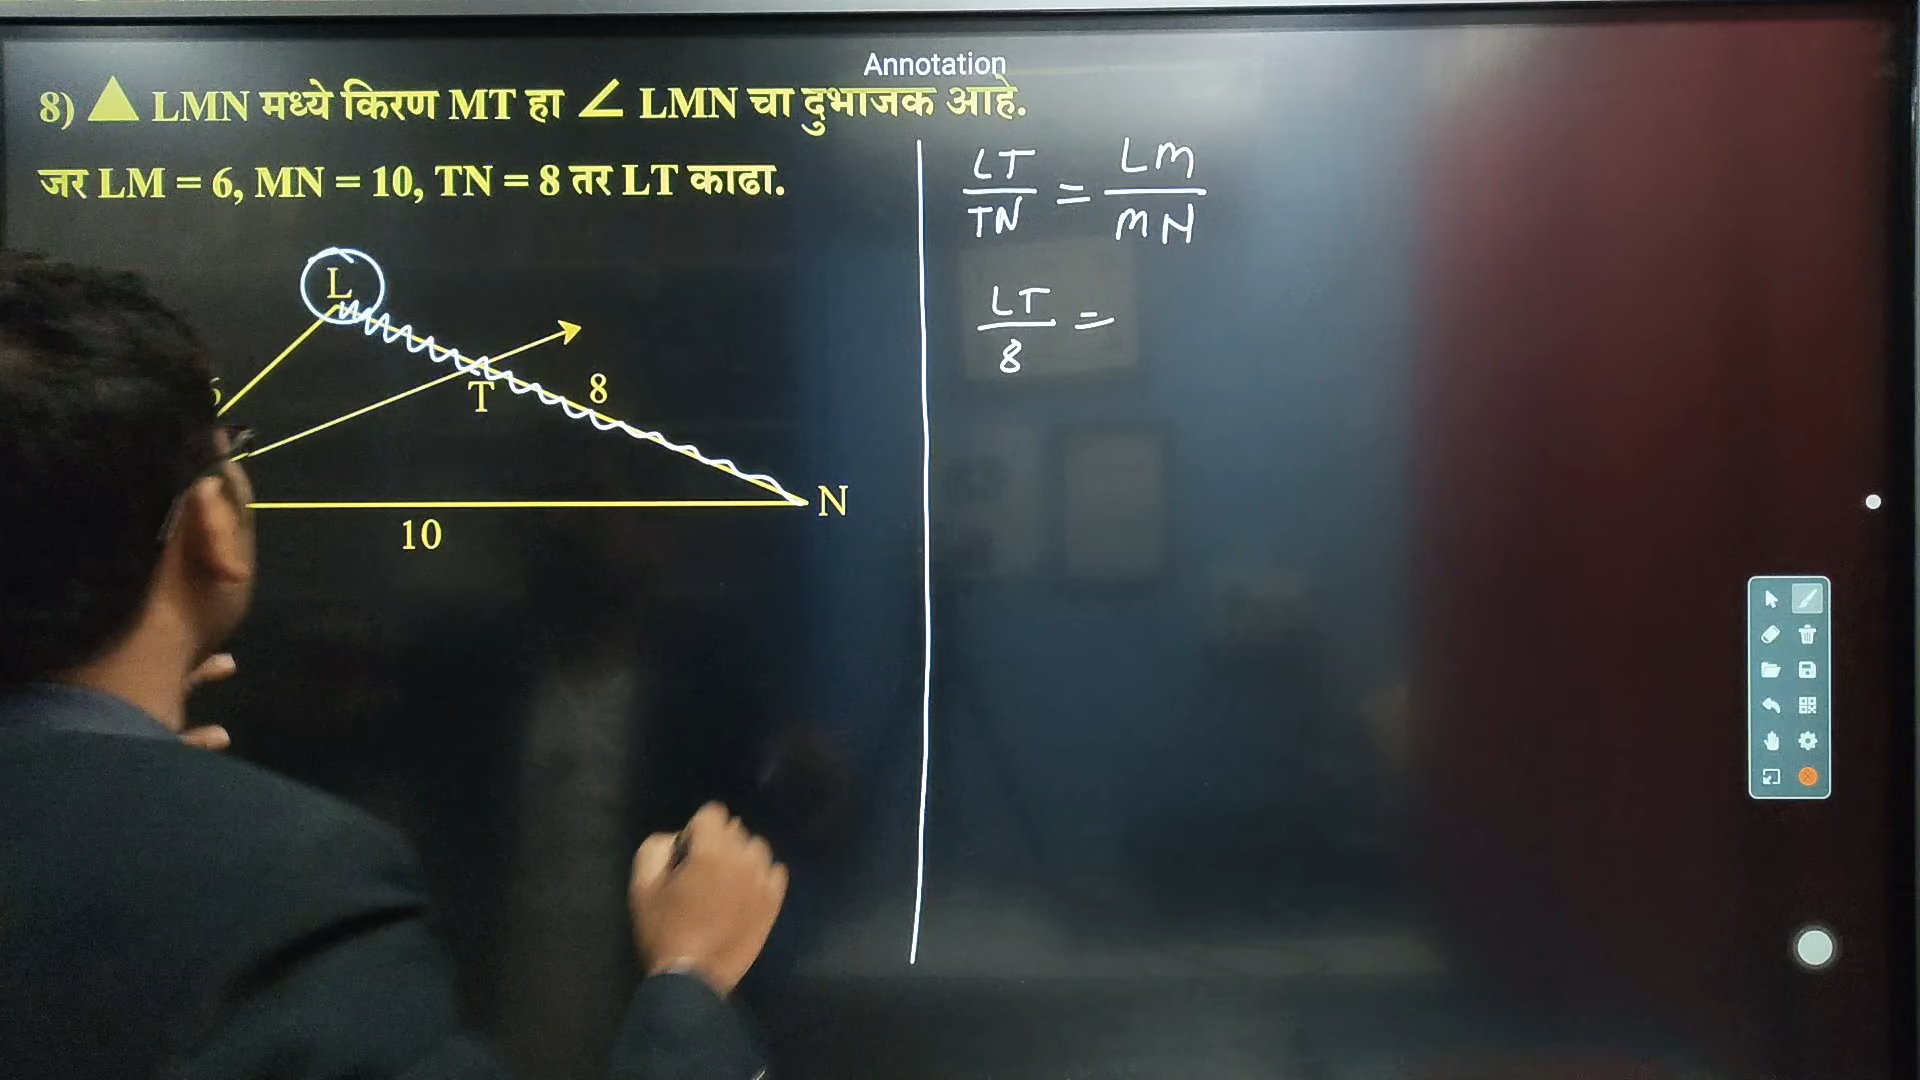 Annotation
8) ▲ LMN मध्ये किरण MT हा ∠ LMN चा दुभाजक आहे.
जर LM = 6, MN = 10, TN = 8 तर LT काढा.
LT/TN = LM/MN
LT/8 =
L
T
8
N
10